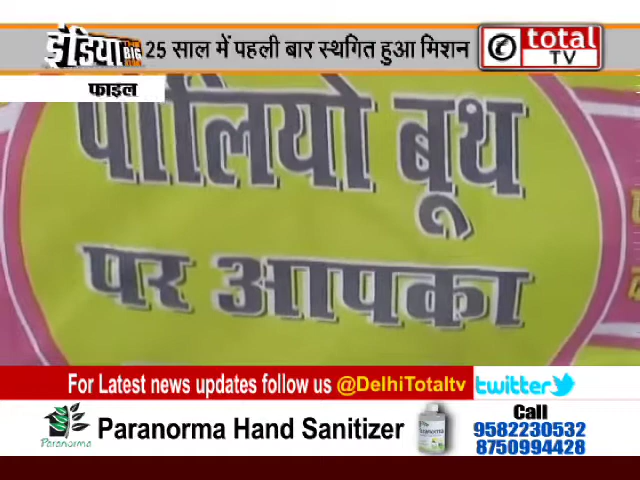 इंडिया THE BIG 25 साल में पहली बार स्थगित हुआ मिशन total TV
फाइल
पोलियो बूथ
पर आपका
For Latest news updates follow us @DelhiTotaltv twitter
Paranorma Paranorma Hand Sanitizer Call
9582230532
8750994428